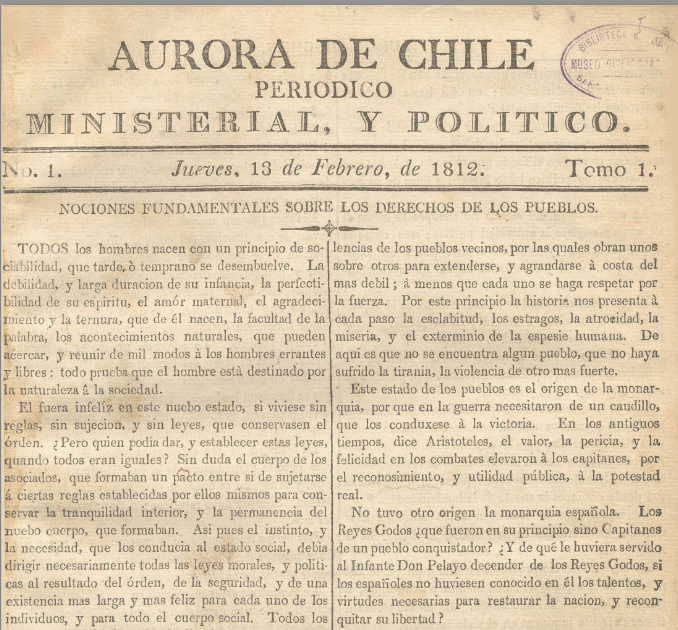 AURORA DE CHILE
PERIODICO
MINISTERIAL, Y POLITICO.
No. 1. Jueves, 13 de Febrero, de 1812. Tomo 1.
NOCIONES FUNDAMENTALES SOBRE LOS DERECHOS DE LOS PUEBLOS.
TODOS los hombres nacen con un principio de so-
ciabilidad, que tarde, ò temprano se desembuelve. La
debilidad, y larga duracion de su infancia, la perfecti-
bilidad de su espiritu, el amór maternal, el agradeci-
miento y la ternura, que de él nacen, la facultad de la
palabra, los acontecimientos naturales, que pueden
acercar, y reunir de mil modos à los hombres errantes
y libres: todo prueba que el hombre está destinado por
la naturaleza â la sociedad.
El fuera infelíz en este nuebo estado, si viviese sin
reglas, sin sujecion, y sin leyes, que conservasen el
órden. ¿Pero quien podia dar, y establecer estas leyes,
quando todos eran iguales? Sin duda el cuerpo de los
asociados, que formaban un pacto entre si de sujetarse
á ciertas reglas establecidas por ellos mismos para con-
servar la tranquilidad interior, y la permanencia del
nuebo cuerpo, que formaban. Asi pues el instinto, y
la necesidad, que los conducia al estado social, debia
dirigir necesariamente todas las leyes morales, y politi-
cas al resultado del órden, de la seguridad, y de una
existencia mas larga y mas feliz para cada uno de los
individuos, y para todo el cuerpo social. Todos los
lencias de los pueblos vecinos, por las quales obran unos
sobre otros para extenderse, y agrandarse à costa del
mas debil; á menos que cada uno se haga respetar por
la fuerza. Por este principio la historia nos presenta à
cada paso la esclabitud, los estragos, la atrocidad, la
miseria, y el exterminio de la espesie humana. De
aqui es que no se encuentra algun pueblo, que no haya
sufrido la tirania, la violencia de otro mas fuerte.
Este estado de los pueblos es el origen de la monar-
quia, por que en la guerra necesitaron de un caudillo,
que los conduxese à la victoria. En los antiguos
tiempos, dice Aristoteles, el valor, la pericia, y la
felicidad en los combates elevaron à los capitanes, por
el reconosimiento, y utilidad pública, à la potestad
real.
No tuvo otro origen la monarquia española. Los
Reyes Godos ¿que fueron en su principio sino Capitanes
de un pueblo conquistador? ¿Y de qué le huviera servido
al Infante Don Pelayo decender de los Reyes Godos, si
los españoles no huviesen conocido en él los talentos, y
virtudes necesarias para restaurar la nacion, y recon-
quitar su libertad?